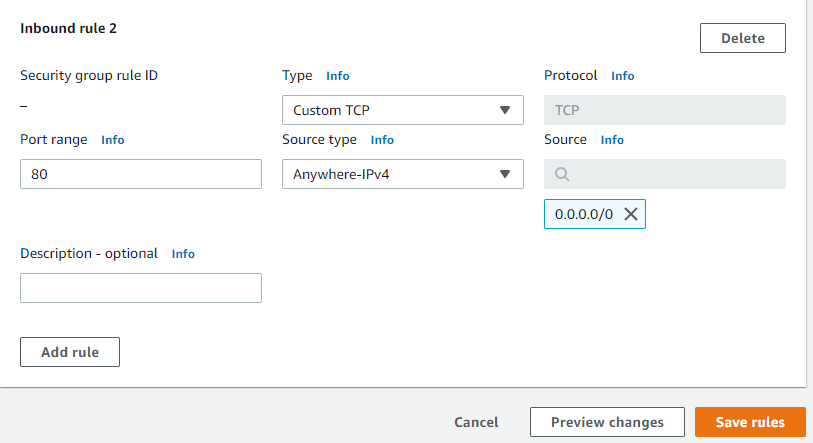 Inbound rule 2
Delete
Security group rule ID
Type Info
Protocol Info
–
Custom TCP
TCP
Port range Info
Source type Info
Source Info
80
Anywhere-IPv4
0.0.0.0/0
Description - optional Info
Add rule
Cancel
Preview changes
Save rules